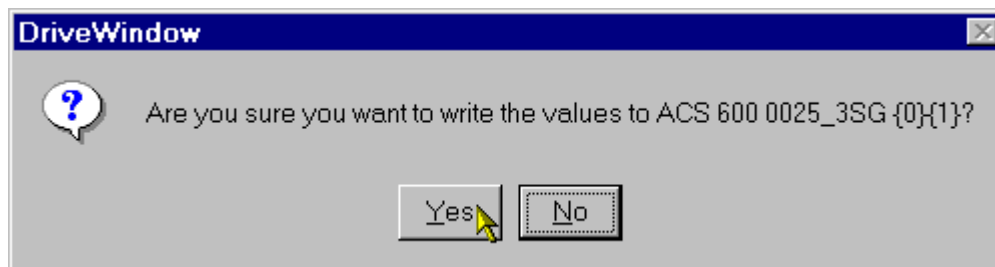 DriveWindow
Are you sure you want to write the values to ACS 600 0025_3SG {0}{1}?
Yes No